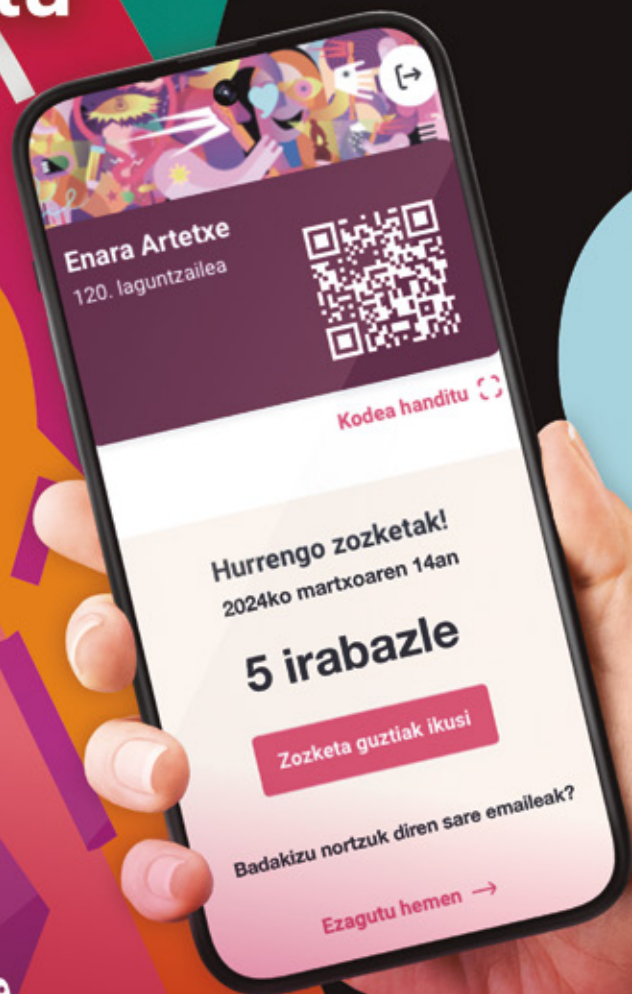 Enara Artetxe
120. laguntzailea
Kodea handitu
Hurrengo zozketak!
2024ko martxoaren 14an
5 irabazle
Zozketa guztiak ikusi
Badakizu nortzuk diren sare emaileak?
Ezagutu hemen →